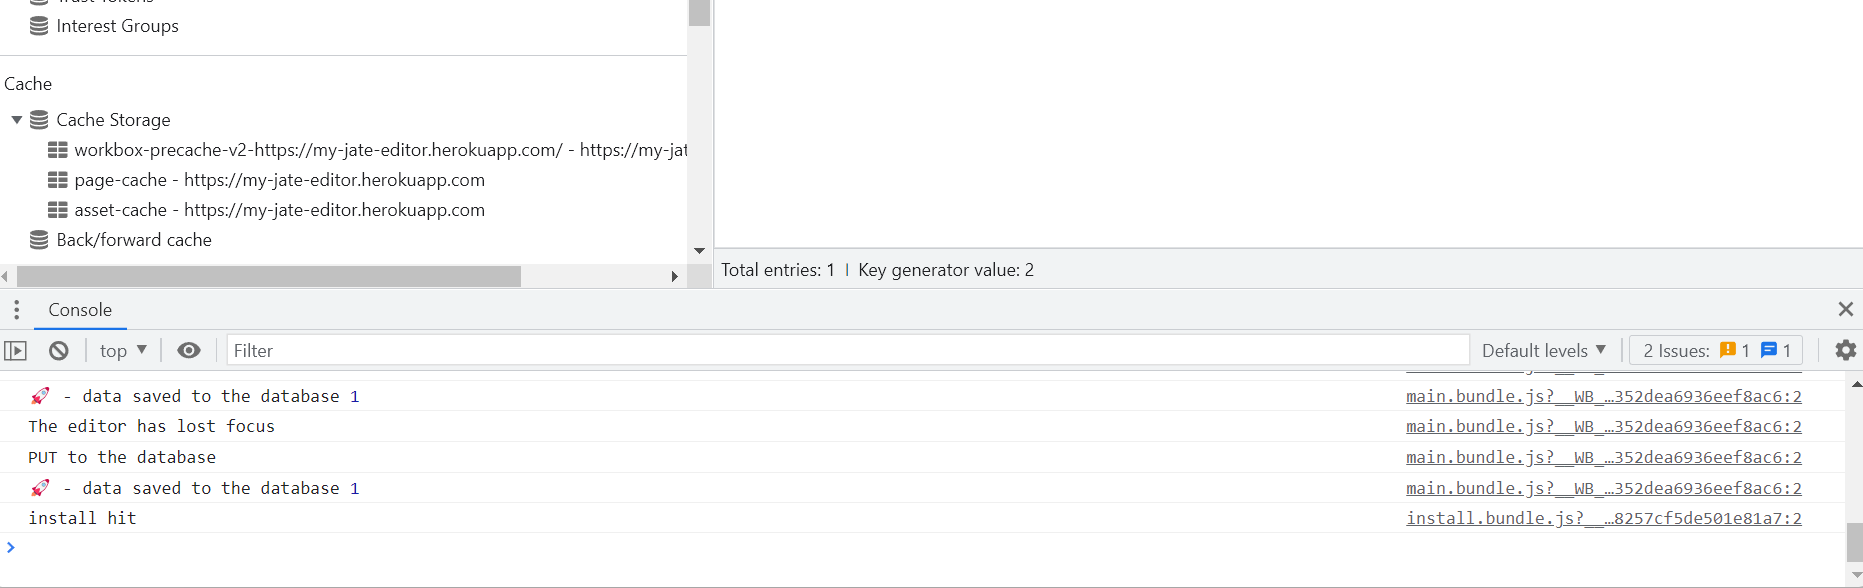 Trust Tokens
Interest Groups
Cache
Cache Storage
workbox-precache-v2-https://my-jate-editor.herokuapp.com/ - https://my-jat
page-cache - https://my-jate-editor.herokuapp.com
asset-cache - https://my-jate-editor.herokuapp.com
Back/forward cache
Total entries: 1 | Key generator value: 2
Console
top Filter Default levels 2 Issues: 1 1
🚀 - data saved to the database 1 main.bundle.js?__WB_…352dea6936eef8ac6:2
The editor has lost focus main.bundle.js?__WB_…352dea6936eef8ac6:2
PUT to the database main.bundle.js?__WB_…352dea6936eef8ac6:2
🚀 - data saved to the database 1 main.bundle.js?__WB_…352dea6936eef8ac6:2
install hit install.bundle.js?__…8257cf5de501e81a7:2